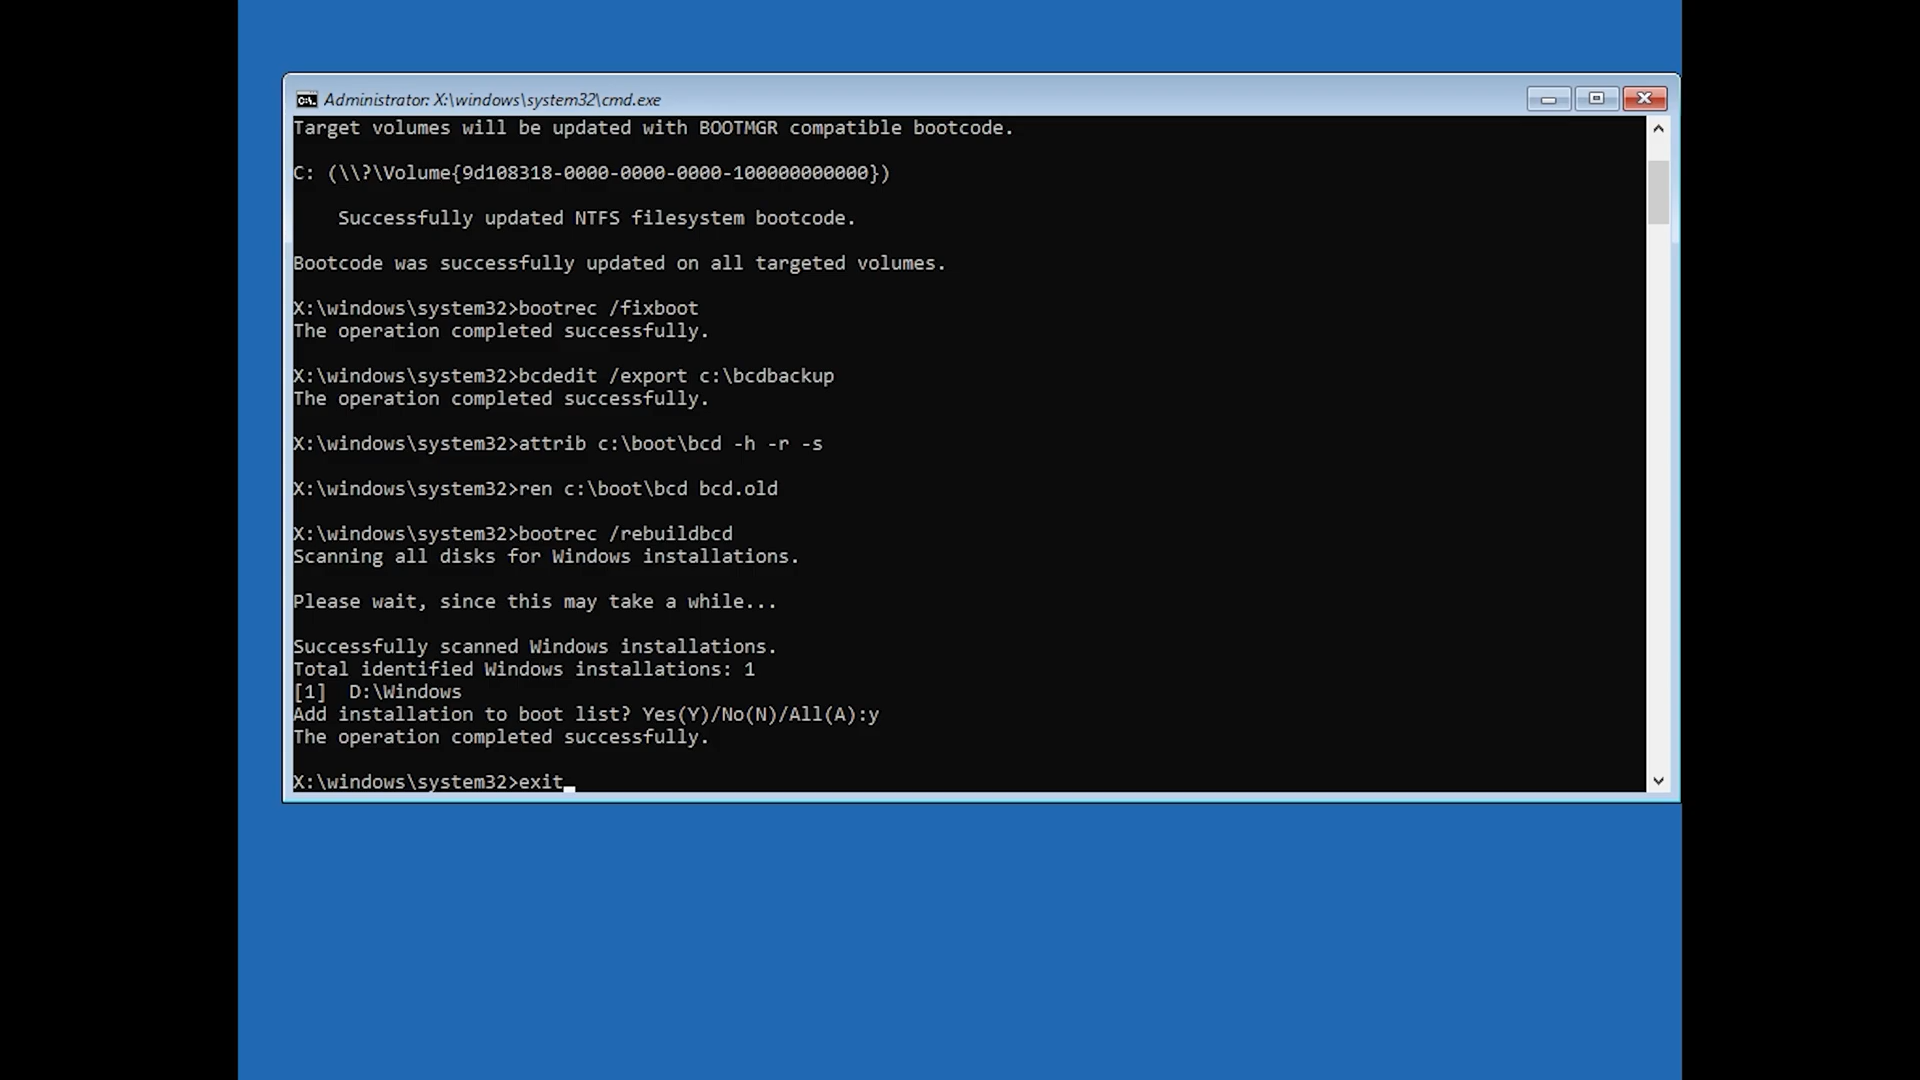 Administrator: X:\windows\system32\cmd.exe
Target volumes will be updated with BOOTMGR compatible bootcode.
C: (\\?\Volume{9d108318-0000-0000-0000-100000000000})
Successfully updated NTFS filesystem bootcode.
Bootcode was successfully updated on all targeted volumes.
X:\windows\system32>bootrec /fixboot
The operation completed successfully.
X:\windows\system32>bcdedit /export c:\bcdbackup
The operation completed successfully.
X:\windows\system32>attrib c:\boot\bcd -h -r -s
X:\windows\system32>ren c:\boot\bcd bcd.old
X:\windows\system32>bootrec /rebuildbcd
Scanning all disks for Windows installations.
Please wait, since this may take a while...
Successfully scanned Windows installations.
Total identified Windows installations: 1
[1]  D:\Windows
Add installation to boot list? Yes(Y)/No(N)/All(A):y
The operation completed successfully.
X:\windows\system32>exit